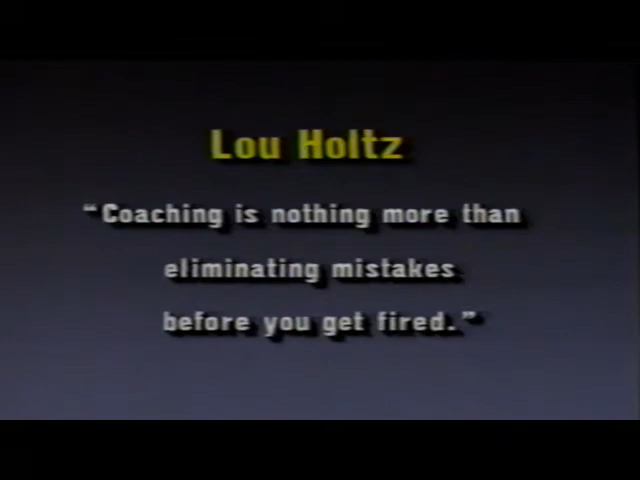 Lou Holtz
“Coaching is nothing more than
eliminating mistakes
before you get fired.”